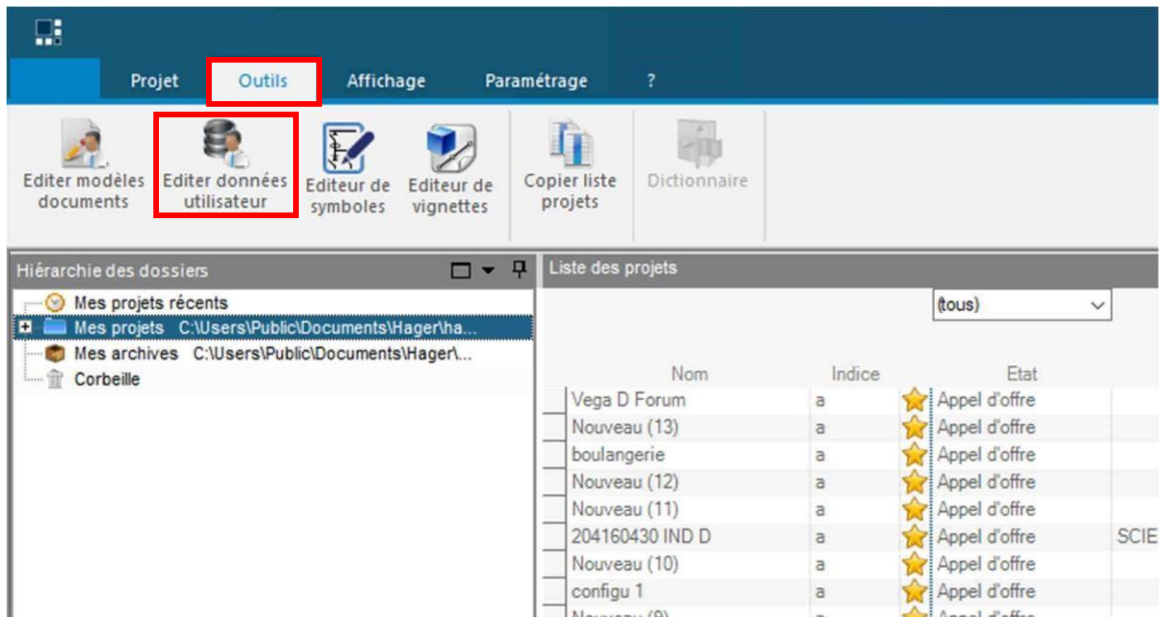 Projet Outils Affichage Paramétrage ?
Editer modèles documents
Editer données utilisateur
Editeur de symboles
Editeur de vignettes
Copier liste projets
Dictionnaire
Hiérarchie des dossiers
Mes projets récents
Mes projets C:\Users\Public\Documents\Hager\ha...
Mes archives C:\Users\Public\Documents\Hager\...
Corbeille
Liste des projets
(tous)
Nom Indice Etat
Vega D Forum a Appel d'offre
Nouveau (13) a Appel d'offre
boulangerie a Appel d'offre
Nouveau (12) a Appel d'offre
Nouveau (11) a Appel d'offre
204160430 IND D a Appel d'offre SCIE
Nouveau (10) a Appel d'offre
configu 1 a Appel d'offre
Nouveau (9) a Appel d'offre